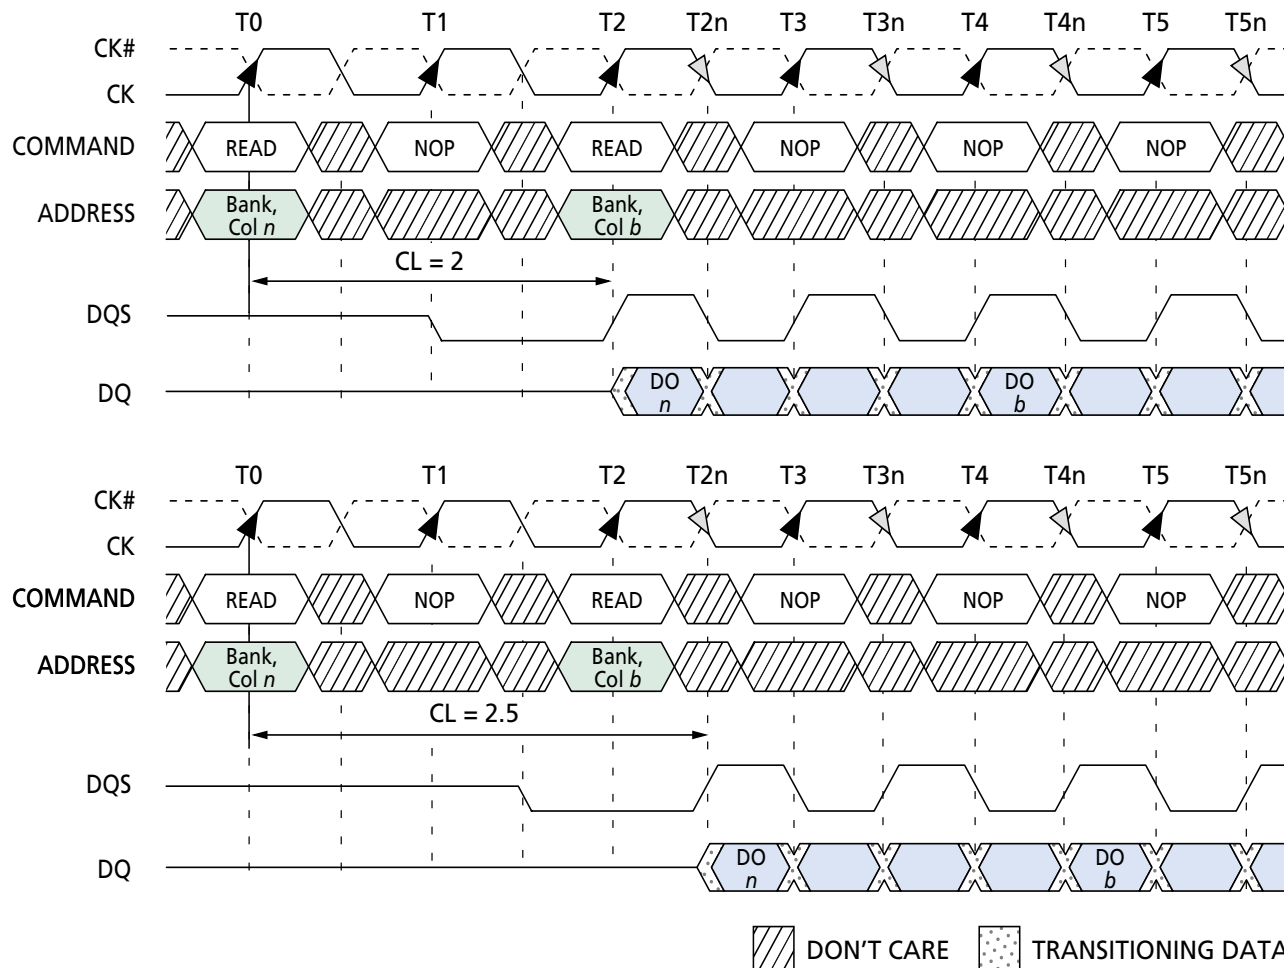 T0 T1 T2 T2n T3 T3n T4 T4n T5 T5n
CK#
CK
COMMAND READ NOP READ NOP NOP NOP
ADDRESS Bank, Col n Bank, Col b
CL = 2
DQS
DQ DO n DO b
T0 T1 T2 T2n T3 T3n T4 T4n T5 T5n
CK#
CK
COMMAND READ NOP READ NOP NOP NOP
ADDRESS Bank, Col n Bank, Col b
CL = 2.5
DQS
DQ DO n DO b
DON'T CARE TRANSITIONING DATA